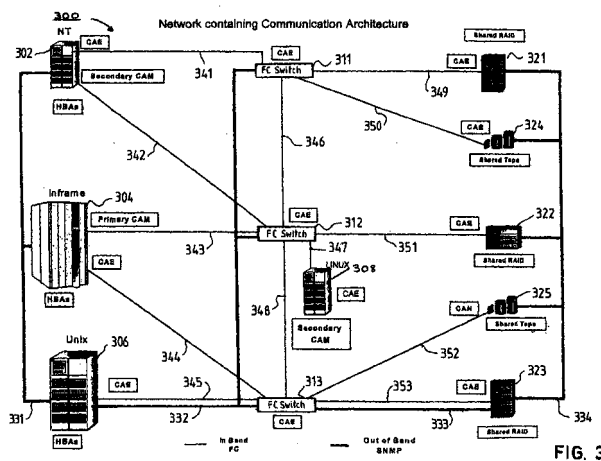 Network containing Communication Architecture
300
NT
302
CAE
Secondary CAM
HBAs
341
342
CAE
FC Switch
311
346
349
350
Shared RAID
CAE
321
CAE
324
Shared Tape
Inframe
304
Primary CAM
CAE
HBAs
343
344
CAE
FC Switch
312
347
LINUX
308
CAE
Secondary CAM
348
351
CAE
322
Shared RAID
CAE
325
Shared Tape
352
Unix
306
CAE
331
HBAs
345
332
313
FC Switch
CAE
353
333
CAE
323
Shared RAID
334
In Band
FC
Out of Band
SNMP
FIG. 3